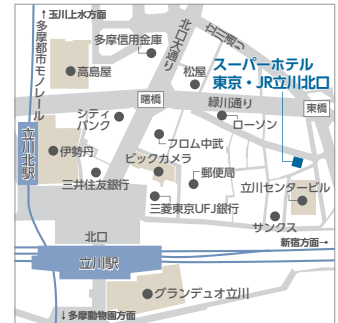 ↑玉川上水方面
多摩都市モノレール
多摩信用金庫
北口大通り
立川通り
高島屋
松屋
スーパーホテル
東京・JR立川北口
曙橋
緑川通り
東橋
シティ
バンク
ローソン
フロム中武
立川北駅
伊勢丹
ビックカメラ
三井住友銀行
郵便局
立川センタービル
三菱東京UFJ銀行
サンクス
北口
新宿方面→
立川駅
グランデュオ立川
↓多摩動物園方面